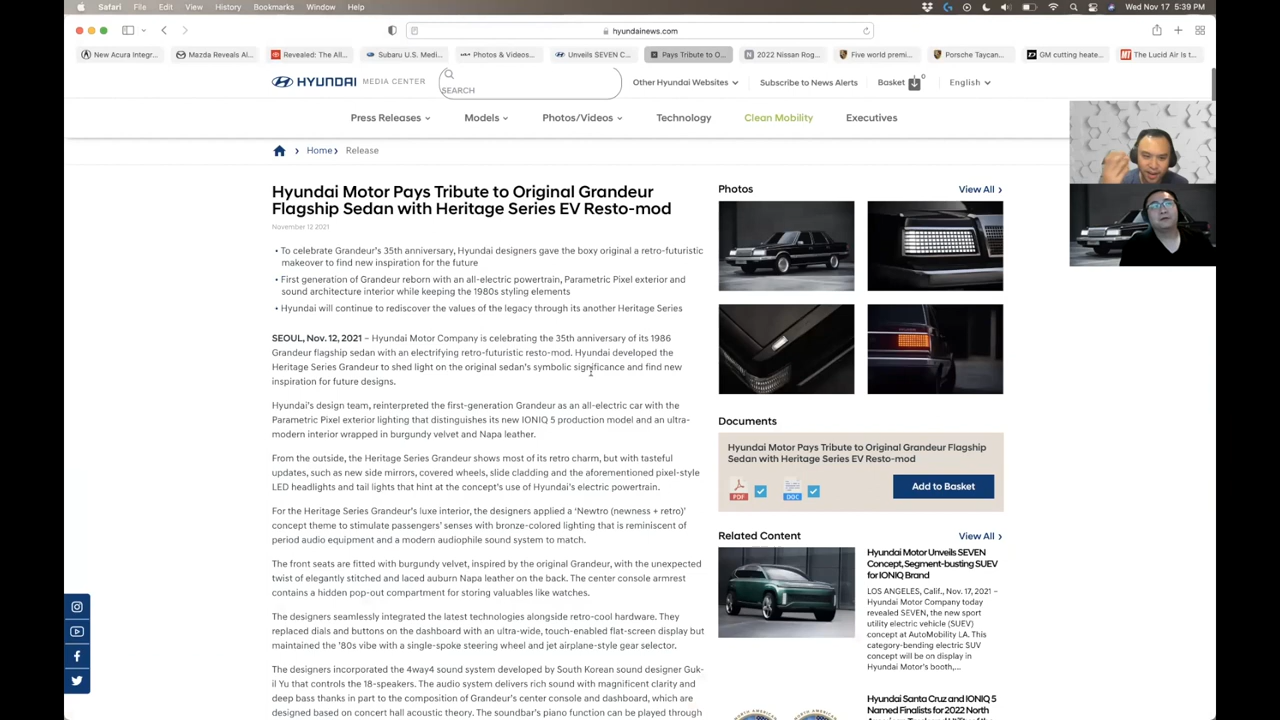 Safari File Edit View History Bookmarks Window Help
Wed Nov 17 5:39 PM
hyundainews.com
New Acura Integr...
Mazda Reveals Al...
Revealed: The All...
Subaru U.S. Medi...
Photos & Videos...
Unveils SEVEN C...
Pays Tribute to O...
2022 Nissan Rog...
Five world premi...
Porsche Taycan...
GM cutting heate...
The Lucid Air Is t...
HYUNDAI MEDIA CENTER
SEARCH
Other Hyundai Websites
Subscribe to News Alerts
Basket 0
English
Press Releases
Models
Photos/Videos
Technology
Clean Mobility
Executives
Home
Release
Hyundai Motor Pays Tribute to Original Grandeur
Flagship Sedan with Heritage Series EV Resto-mod
November 12 2021
• To celebrate Grandeur's 35th anniversary, Hyundai designers gave the boxy original a retro-futuristic
makeover to find new inspiration for the future
• First generation of Grandeur reborn with an all-electric powertrain, Parametric Pixel exterior and
sound architecture interior while keeping the 1980s styling elements
• Hyundai will continue to rediscover the values of the legacy through its another Heritage Series
SEOUL, Nov. 12, 2021 – Hyundai Motor Company is celebrating the 35th anniversary of its 1986
Grandeur flagship sedan with an electrifying retro-futuristic resto-mod. Hyundai developed the
Heritage Series Grandeur to shed light on the original sedan's symbolic significance and find new
inspiration for future designs.
Hyundai's design team, reinterpreted the first-generation Grandeur as an all-electric car with the
Parametric Pixel exterior lighting that distinguishes its new IONIQ 5 production model and an ultra-
modern interior wrapped in burgundy velvet and Napa leather.
From the outside, the Heritage Series Grandeur shows most of its retro charm, but with tasteful
updates, such as new side mirrors, covered wheels, slide cladding and the aforementioned pixel-style
LED headlights and tail lights that hint at the concept's use of Hyundai's electric powertrain.
For the Heritage Series Grandeur's luxe interior, the designers applied a 'Newtro (newness + retro)'
concept theme to stimulate passengers' senses with bronze-colored lighting that is reminiscent of
period audio equipment and a modern audiophile sound system to match.
The front seats are fitted with burgundy velvet, inspired by the original Grandeur, with the unexpected
twist of elegantly stitched and laced auburn Napa leather on the back. The center console armrest
contains a hidden pop-out compartment for storing valuables like watches.
The designers seamlessly integrated the latest technologies alongside retro-cool hardware. They
replaced dials and buttons on the dashboard with an ultra-wide, touch-enabled flat-screen display but
maintained the '80s vibe with a single-spoke steering wheel and jet airplane-style gear selector.
The designers incorporated the 4way4 sound system developed by South Korean sound designer Guk-
il Yu that controls the 18-speakers. The audio system delivers rich sound with magnificent clarity and
deep bass thanks in part to the composition of Grandeur's center console and dashboard, which are
designed based on concert hall acoustic theory. The soundbar's piano function can be played through
Photos
View All
Documents
Hyundai Motor Pays Tribute to Original Grandeur Flagship
Sedan with Heritage Series EV Resto-mod
PDF
DOC
Add to Basket
Related Content
View All
Hyundai Motor Unveils SEVEN
Concept, Segment-busting SUEV
for IONIQ Brand
LOS ANGELES, Calif., Nov. 17, 2021 –
Hyundai Motor Company today
revealed SEVEN, the new sport
utility electric vehicle (SUEV)
concept at AutoMobility LA. This
category-bending electric SUV
concept will be on display in
Hyundai Motor's booth,...
Hyundai Santa Cruz and IONIQ 5
Named Finalists for 2022 North